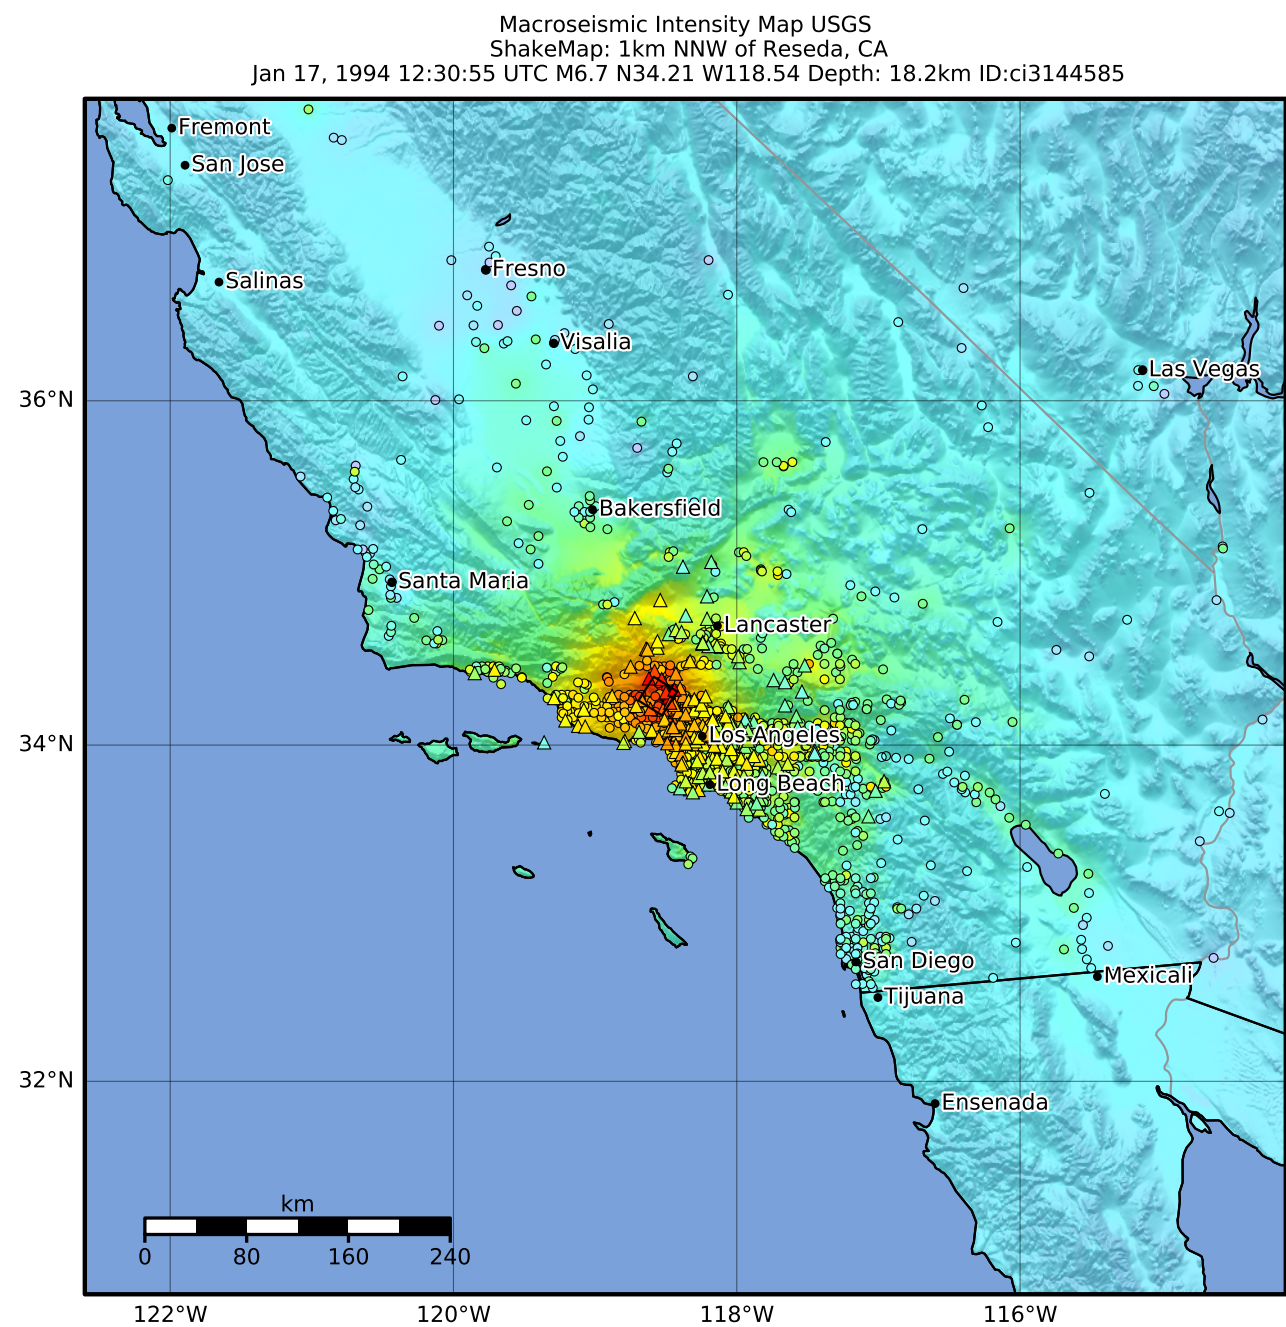 Macroseismic Intensity Map USGS
ShakeMap: 1km NNW of Reseda, CA
Jan 17, 1994 12:30:55 UTC M6.7 N34.21 W118.54 Depth: 18.2km ID:ci3144585
Fremont
San Jose
Fresno
Salinas
Visalia
Las Vegas
36°N
Bakersfield
Santa Maria
Lancaster
Los Angeles
34°N
Long Beach
San Diego
Mexicali
Tijuana
32°N
Ensenada
km
0 80 160 240
122°W 120°W 118°W 116°W